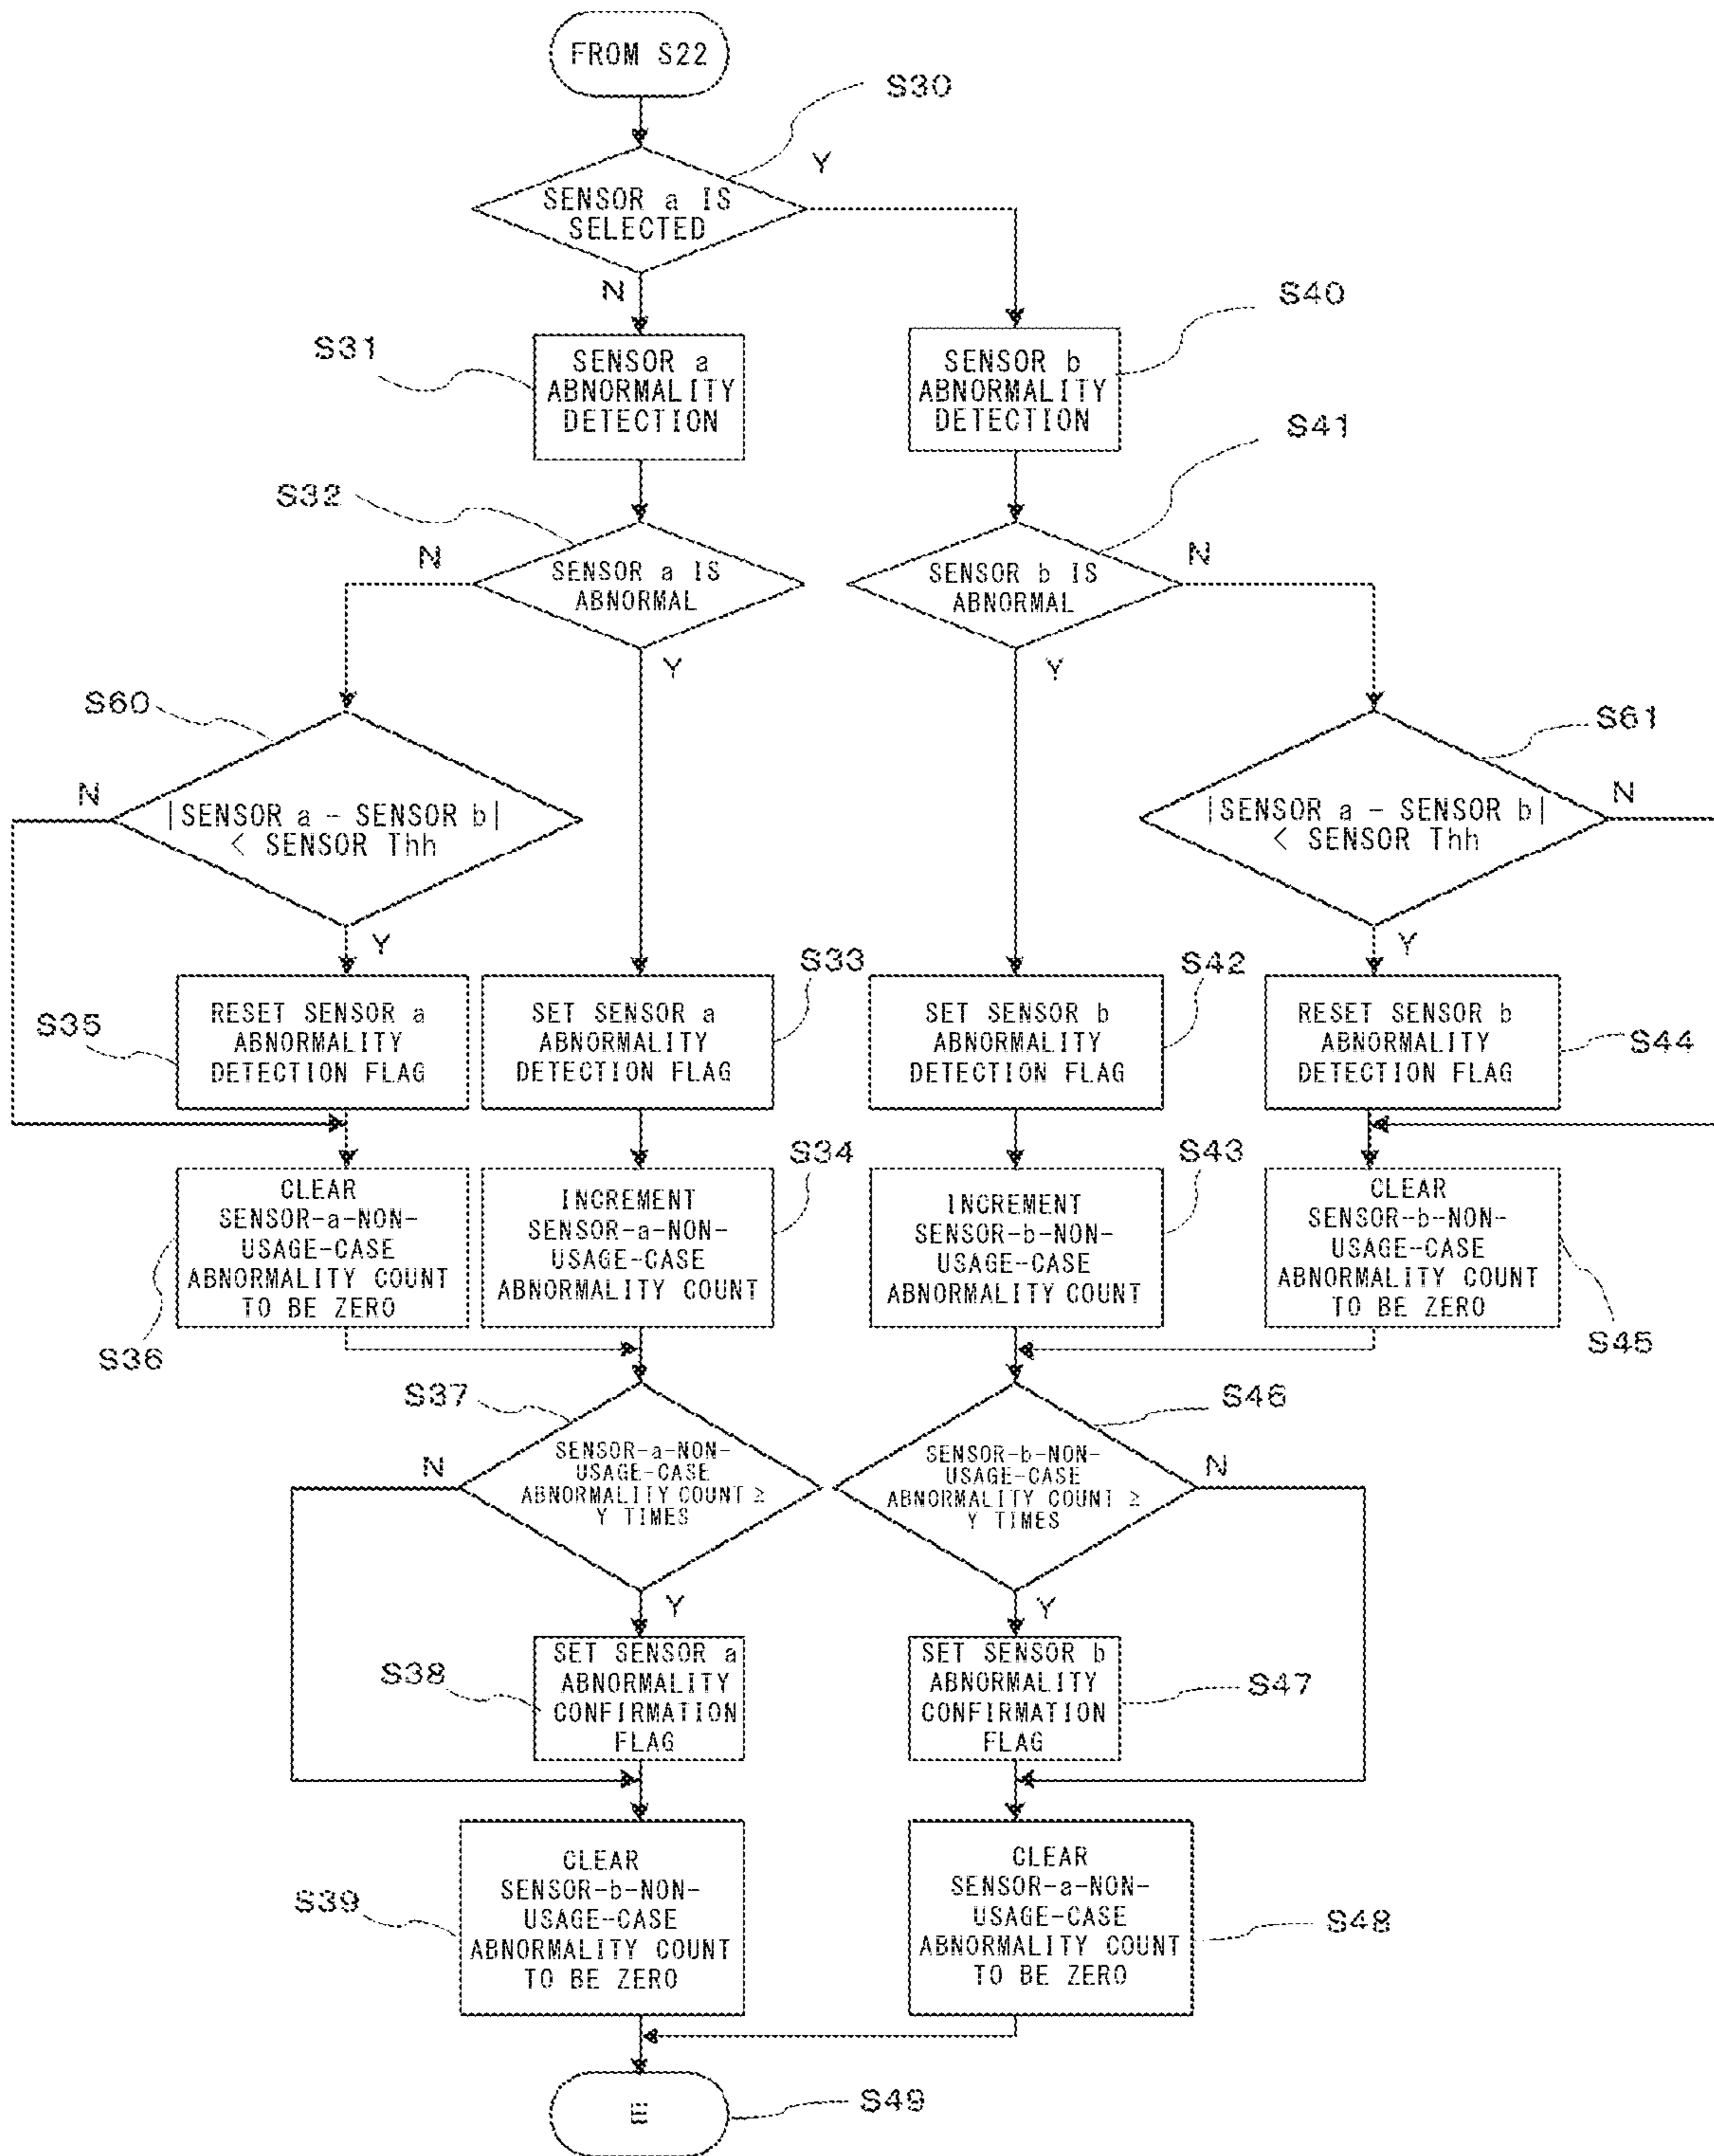 FROM S22
S30
Y
SENSOR a IS
SELECTED
N
S40
S31
SENSOR a
ABNORMALITY
DETECTION
SENSOR b
ABNORMALITY
DETECTION
S41
S32
N
SENSOR a IS
ABNORMAL
SENSOR b IS
ABNORMAL
N
Y
Y
S60
S61
N
|SENSOR a - SENSOR b|
< SENSOR Thh
|SENSOR a - SENSOR b|
< SENSOR Thh
N
Y
Y
S33
S42
S35
RESET SENSOR a
ABNORMALITY
DETECTION FLAG
SET SENSOR a
ABNORMALITY
DETECTION FLAG
SET SENSOR b
ABNORMALITY
DETECTION FLAG
RESET SENSOR b
ABNORMALITY
DETECTION FLAG
S44
S34
S43
CLEAR
SENSOR-a-NON-
USAGE-CASE
ABNORMALITY COUNT
TO BE ZERO
INCREMENT
SENSOR-a-NON-
USAGE-CASE
ABNORMALITY COUNT
INCREMENT
SENSOR-b-NON-
USAGE-CASE
ABNORMALITY COUNT
CLEAR
SENSOR-b-NON-
USAGE-CASE
ABNORMALITY COUNT
TO BE ZERO
S36
S45
S37
S46
N
SENSOR-a-NON-
USAGE-CASE
ABNORMALITY COUNT ≥
Y TIMES
SENSOR-b-NON-
USAGE-CASE
ABNORMALITY COUNT ≥
Y TIMES
N
Y
Y
S38
SET SENSOR a
ABNORMALITY
CONFIRMATION
FLAG
SET SENSOR b
ABNORMALITY
CONFIRMATION
FLAG
S47
S39
CLEAR
SENSOR-b-NON-
USAGE-CASE
ABNORMALITY COUNT
TO BE ZERO
CLEAR
SENSOR-a-NON-
USAGE-CASE
ABNORMALITY COUNT
TO BE ZERO
S48
E
S49